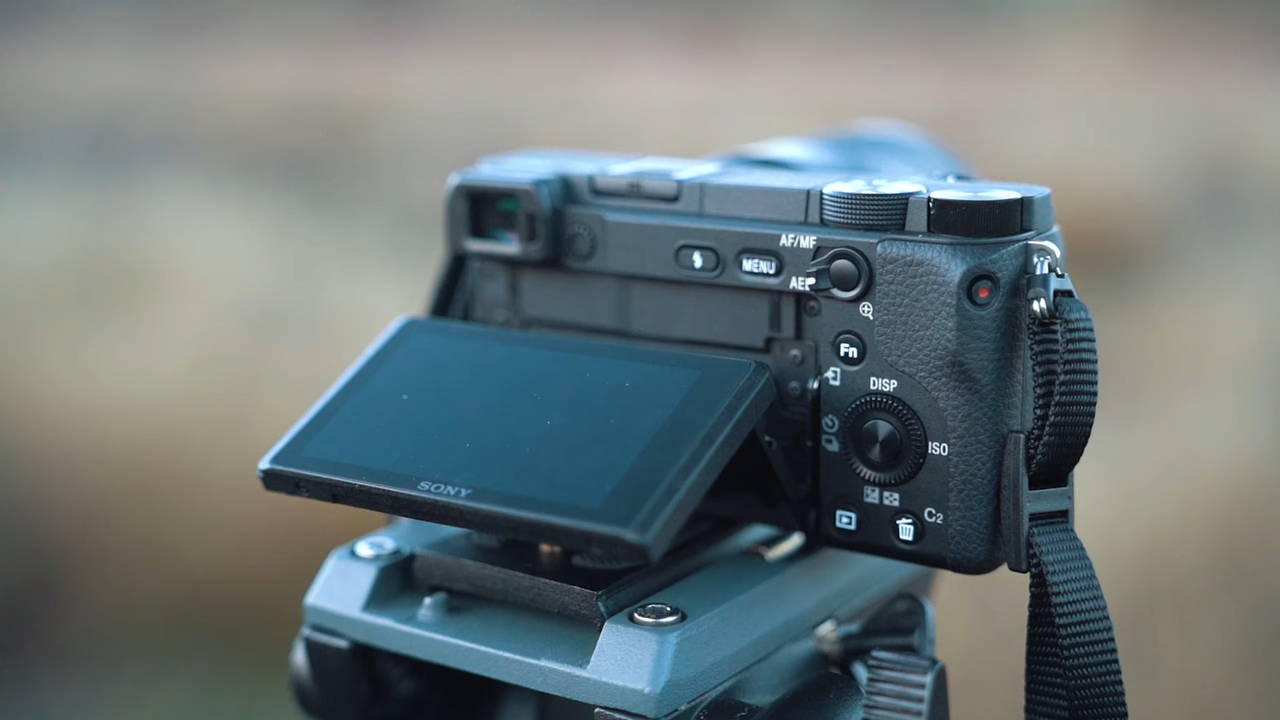 AF/MF
MENU
AEL
Fn
DISP
ISO
C2
SONY